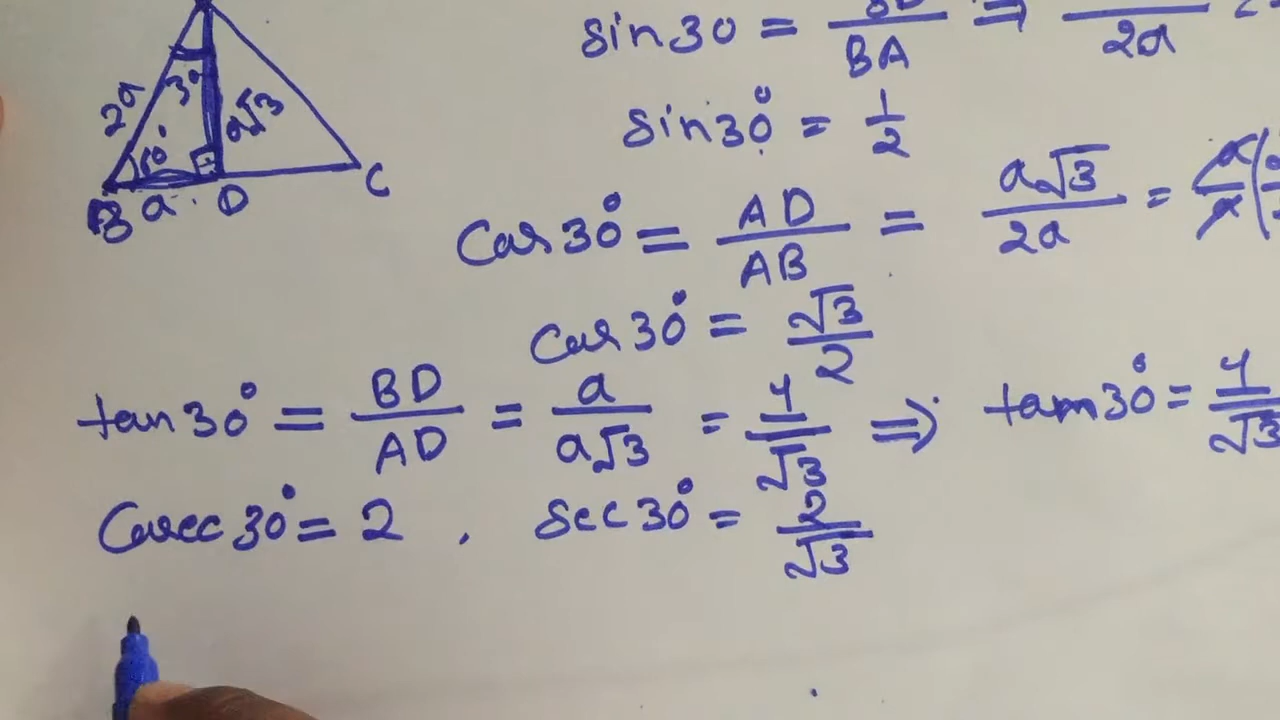 sin30 = /BA ⇒ /2a
2a 30 a√3
sin30° = 1/2
60°
B a D C
Cos30° = AD/AB = a√3/2a =
Cos30° = √3/2
tan30° = BD/AD = a/a√3 = 1/√3 ⇒ tan30° = 1/√3
Cosec30° = 2 , Sec30° = 2/√3